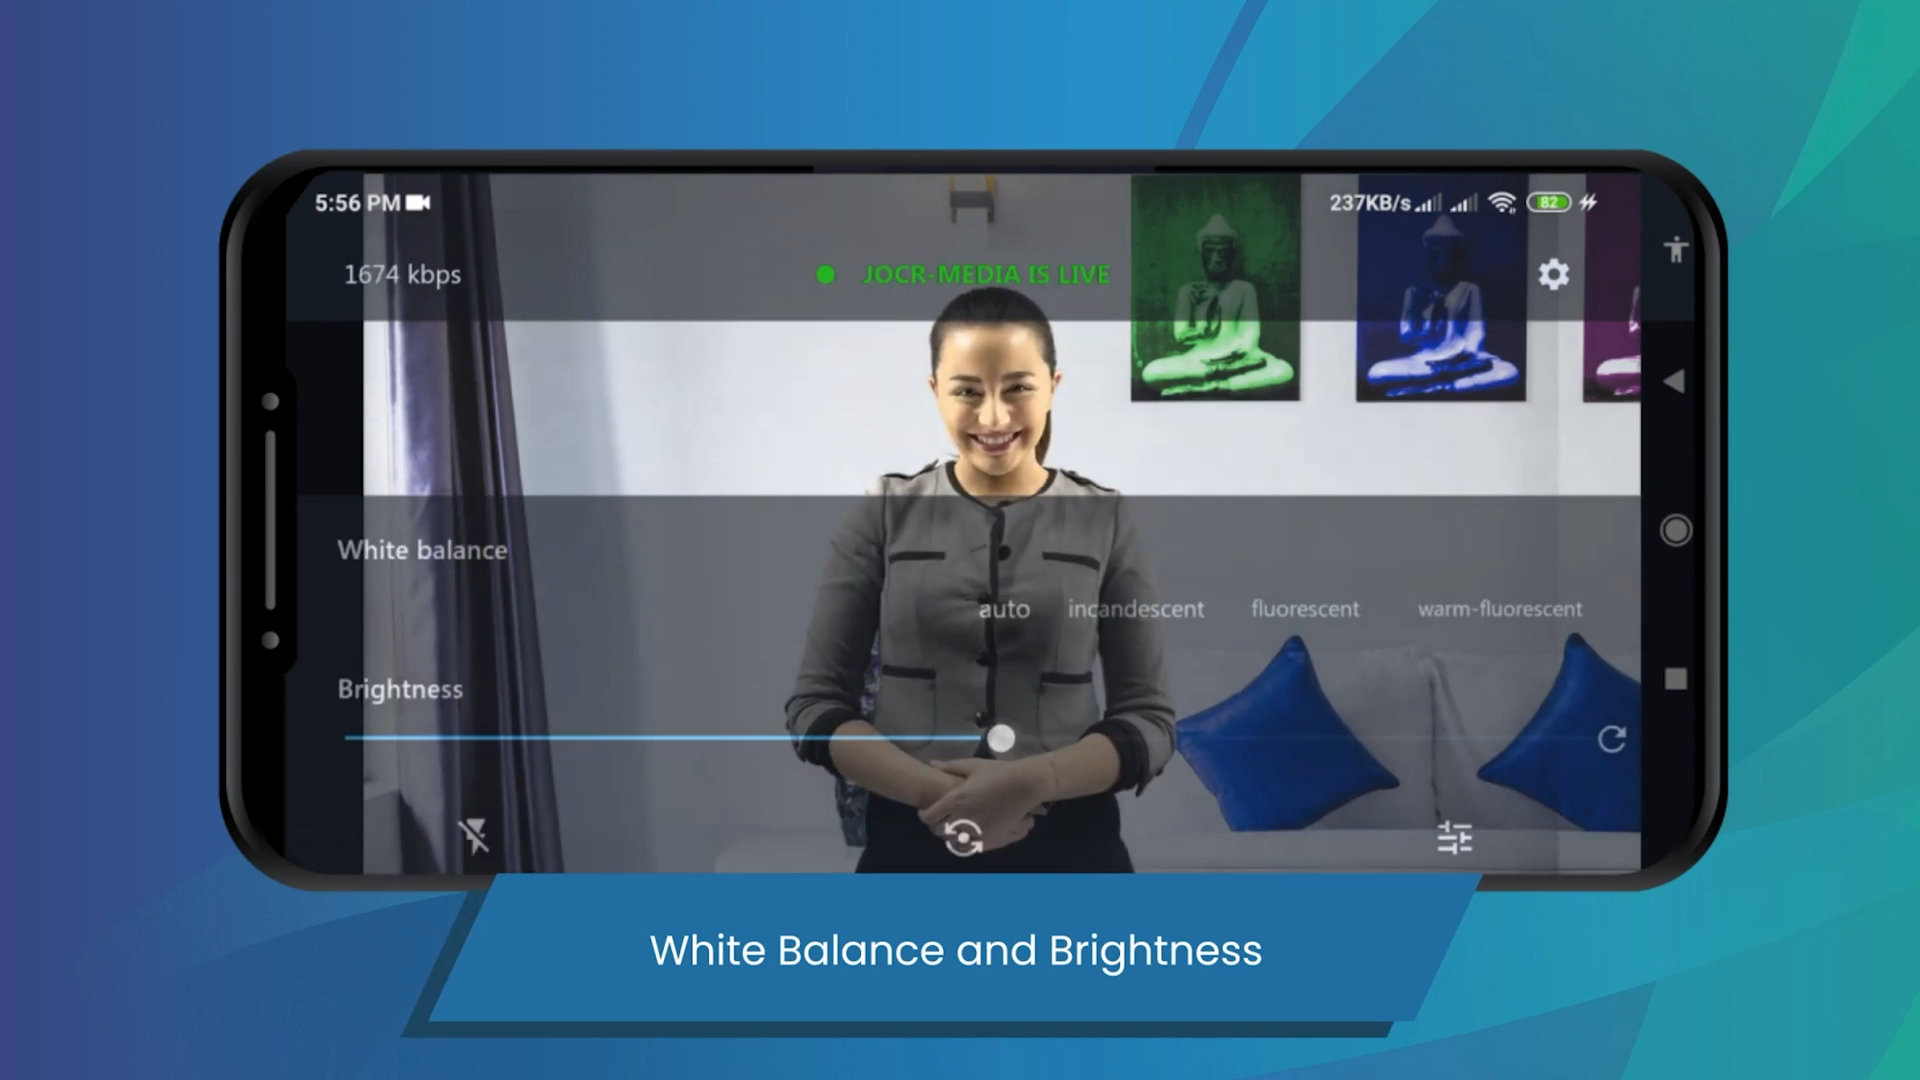 5:56 PM
237KB/s
82
1674 kbps
JOCR-MEDIA IS LIVE
White balance
auto
incandescent
fluorescent
warm-fluorescent
Brightness
White Balance and Brightness